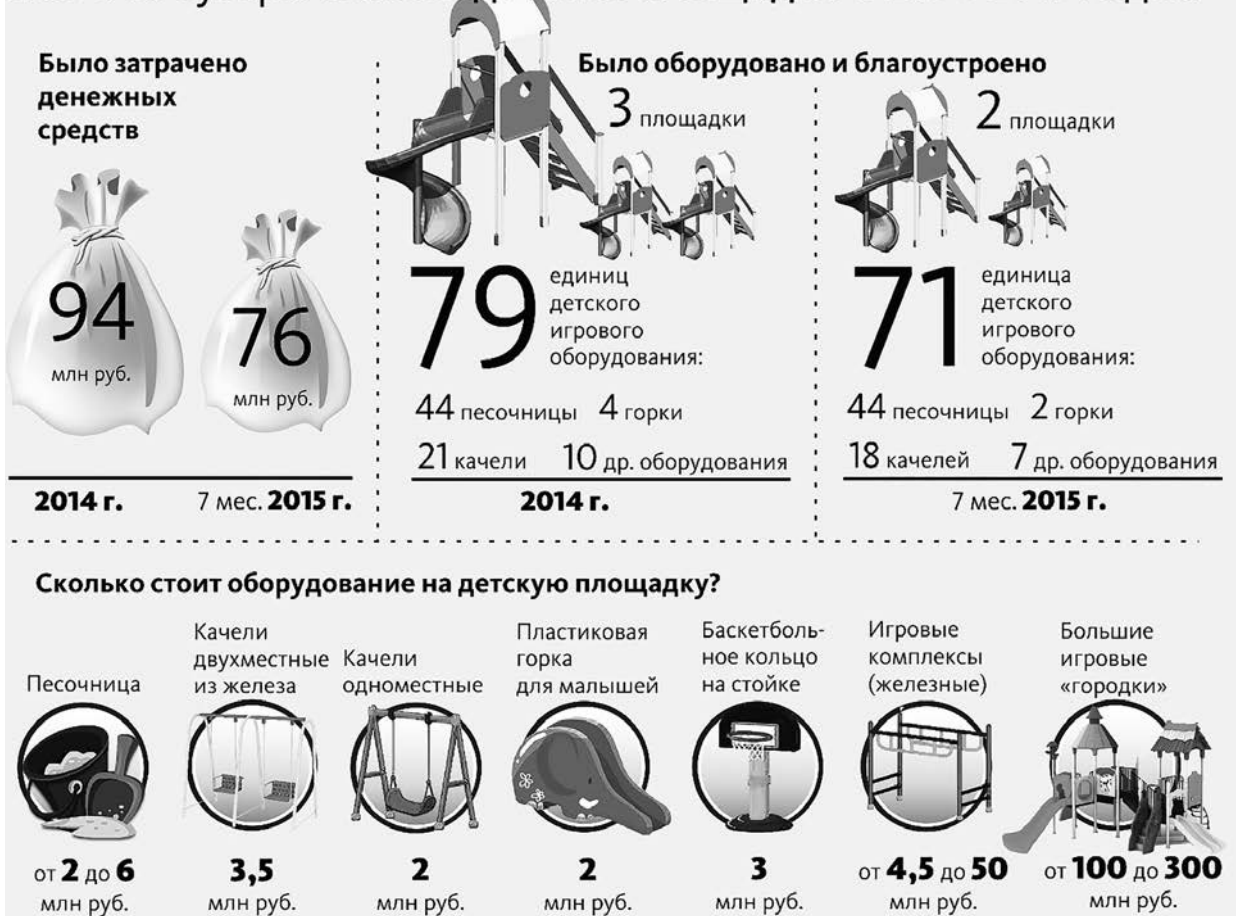 Было затрачено
денежных
средств
94
млн руб.
76
млн руб.
2014 г.
7 мес. 2015 г.
Было оборудовано и благоустроено
3 площадки
79
единиц
детского
игрового
оборудования:
44 песочницы 4 горки
21 качели 10 др. оборудования
2014 г.
2 площадки
71
единица
детского
игрового
оборудования:
44 песочницы 2 горки
18 качелей 7 др. оборудования
7 мес. 2015 г.
Сколько стоит оборудование на детскую площадку?
Песочница
от 2 до 6
млн руб.
Качели
двухместные
из железа
3,5
млн руб.
Качели
одноместные
2
млн руб.
Пластиковая
горка
для малышей
2
млн руб.
Баскетболь-
ное кольцо
на стойке
3
млн руб.
Игровые
комплексы
(железные)
от 4,5 до 50
млн руб.
Большие
игровые
«городки»
от 100 до 300
млн руб.